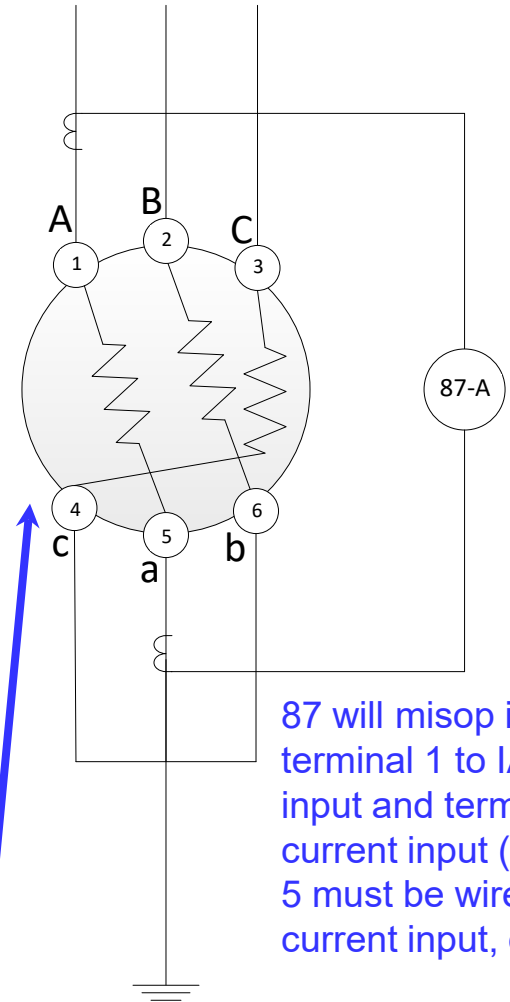 A
B
C
1
2
3
87-A
4
5
6
c
a
b
87 will misop i
terminal 1 to I
input and tern
current input (
5 must be wire
current input,